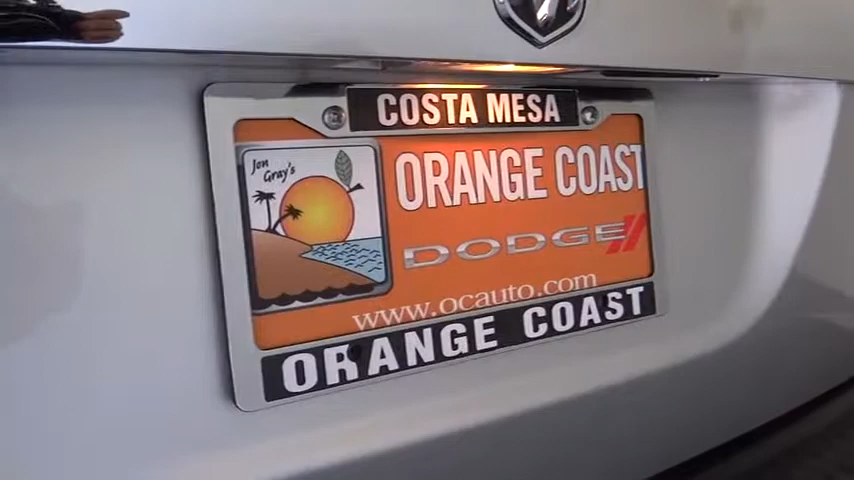 COSTA MESA
Jon
Gray's
ORANGE COAST
DODGE
www.ocauto.com
ORANGE COAST